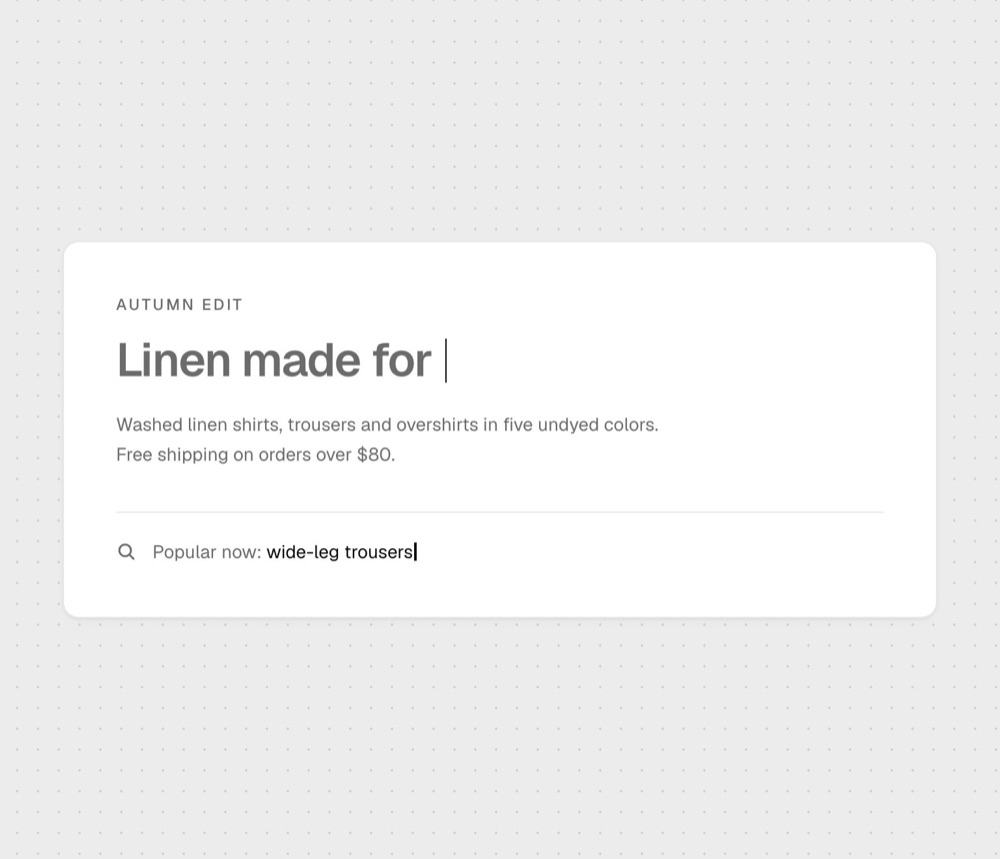 AUTUMN EDIT
Linen made for
Washed linen shirts, trousers and overshirts in five undyed colors.
Free shipping on orders over $80.
Popular now: wide-leg trousers